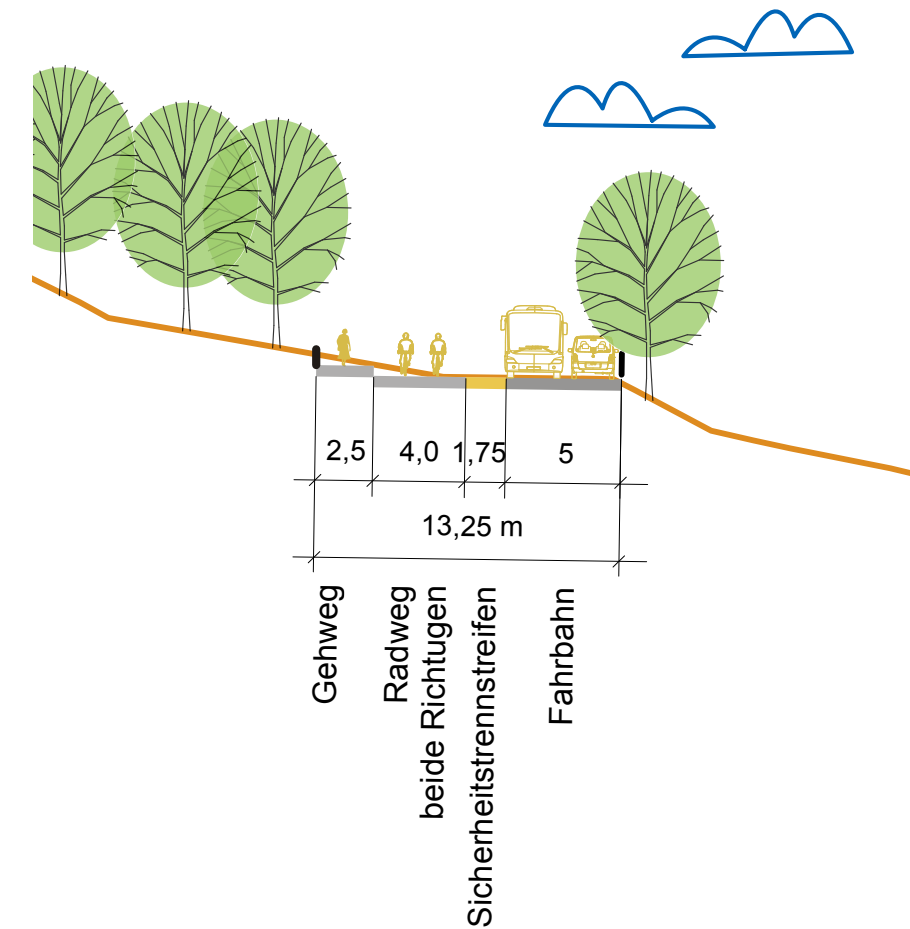 2,5 4,0 1,75 5
13,25 m
Gehweg
Radweg
beide Richtugen
Sicherheitstrennstreifen
Fahrbahn